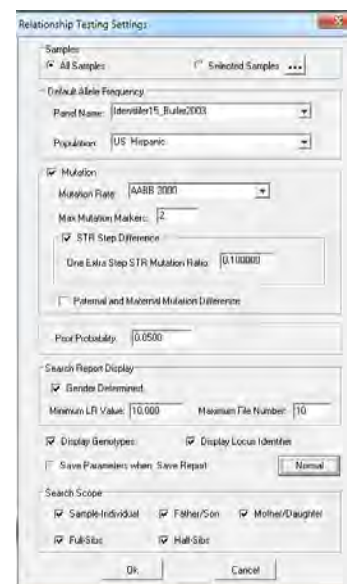 Relationship Testing Settings
Samples
All Samples Selected Samples ...
Default Allele Frequency
Panel Name: Identifiler15_Butler2003
Population: US Hispanic
Mutation
Mutation Rate: AABB 2000
Max Mutation Markers: 2
STR Step Difference
One Extra Step STR Mutation Ratio: 0.100000
Paternal and Maternal Mutation Difference
Prior Probability: 0.0500
Search Report Display
Gender Determined
Minimum LR Value: 10.000 Maximum File Number: 10
Display Genotypes Display Locus Identifier
Save Parameters when Save Report Normal
Search Scope
Sample-Individual Father/Son Mother/Daughter
Full-Sibs Half-Sibs
Ok Cancel